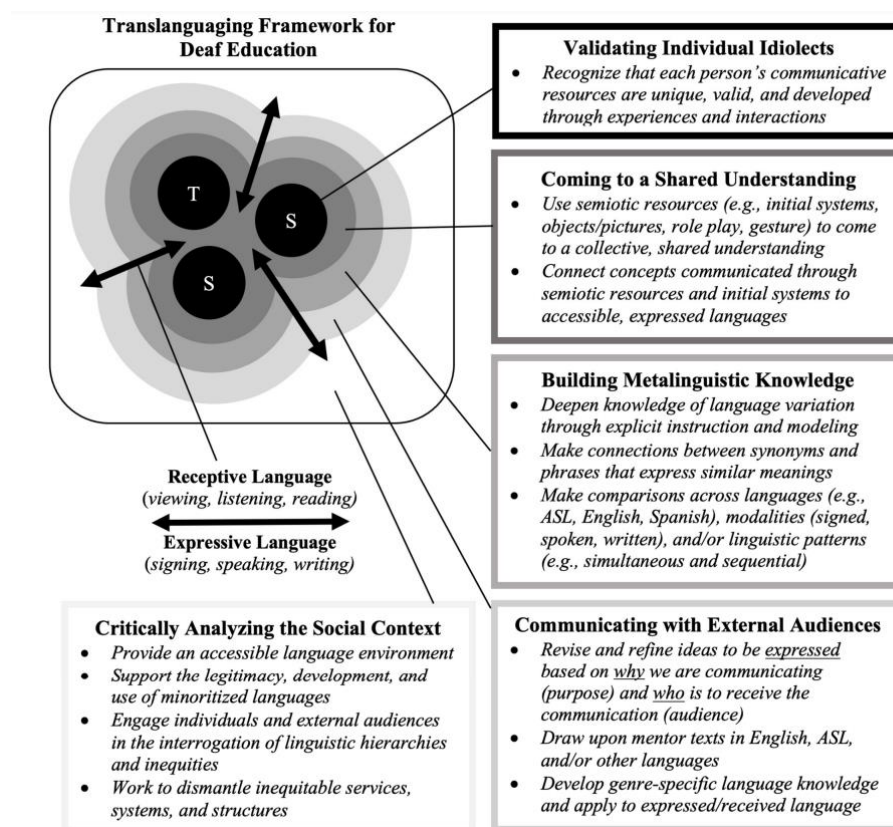 Translanguaging Framework for
Deaf Education
T
S
S
Receptive Language
(viewing, listening, reading)
Expressive Language
(signing, speaking, writing)
Validating Individual Idiolects
• Recognize that each person's communicative
resources are unique, valid, and developed
through experiences and interactions
Coming to a Shared Understanding
• Use semiotic resources (e.g., initial systems,
objects/pictures, role play, gesture) to come
to a collective, shared understanding
• Connect concepts communicated through
semiotic resources and initial systems to
accessible, expressed languages
Building Metalinguistic Knowledge
• Deepen knowledge of language variation
through explicit instruction and modeling
• Make connections between synonyms and
phrases that express similar meanings
• Make comparisons across languages (e.g.,
ASL, English, Spanish), modalities (signed,
spoken, written), and/or linguistic patterns
(e.g., simultaneous and sequential)
Critically Analyzing the Social Context
• Provide an accessible language environment
• Support the legitimacy, development, and
use of minoritized languages
• Engage individuals and external audiences
in the interrogation of linguistic hierarchies
and inequities
• Work to dismantle inequitable services,
systems, and structures
Communicating with External Audiences
• Revise and refine ideas to be expressed
based on why we are communicating
(purpose) and who is to receive the
communication (audience)
• Draw upon mentor texts in English, ASL,
and/or other languages
• Develop genre-specific language knowledge
and apply to expressed/received language